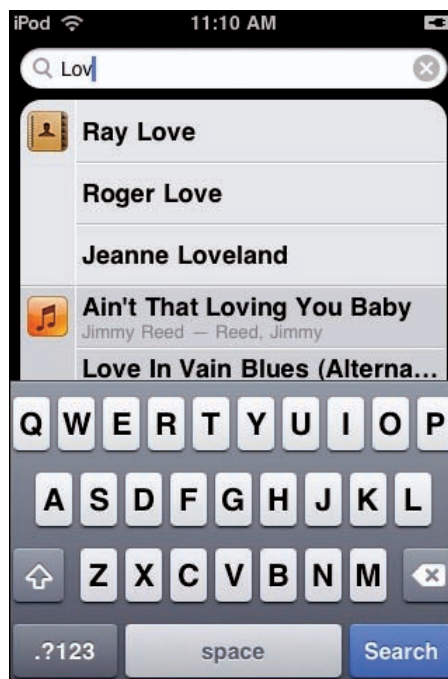 iPod 11:10 AM
Lov
Ray Love
Roger Love
Jeanne Loveland
Ain't That Loving You Baby
Jimmy Reed — Reed, Jimmy
Love In Vain Blues (Alterna...
Q W E R T Y U I O P
A S D F G H J K L
Z X C V B N M
.?123 space Search